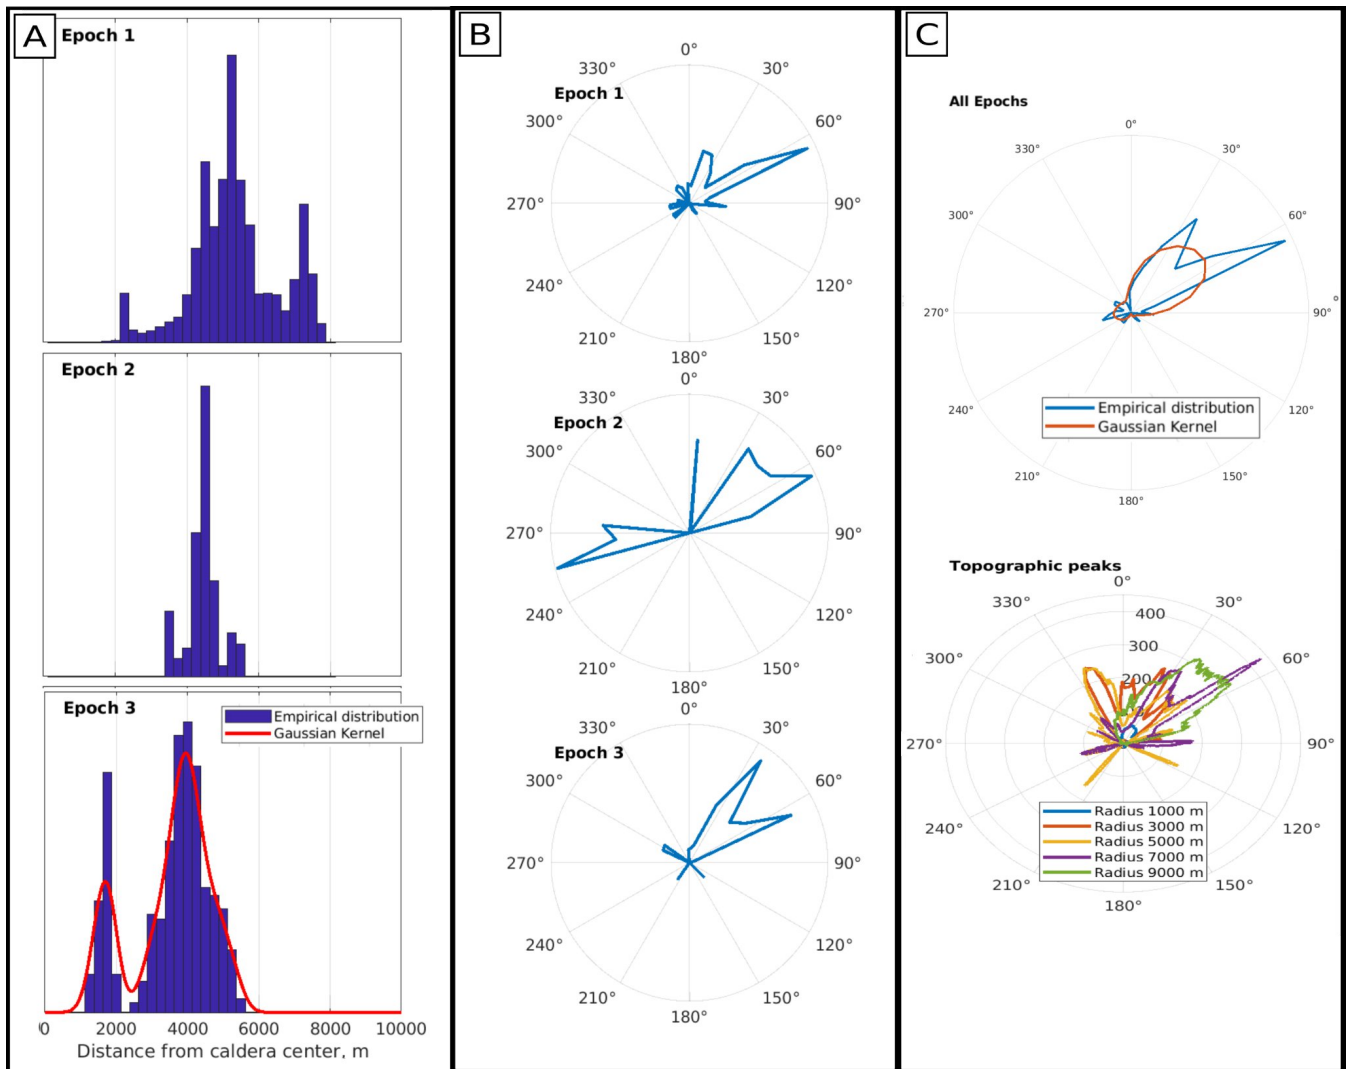 A
Epoch 1
Epoch 2
Epoch 3
Empirical distribution
Gaussian Kernel
0 2000 4000 6000 8000 10000
Distance from caldera center, m
B
Epoch 1
0°
30°
60°
90°
120°
150°
180°
210°
240°
270°
300°
330°
Epoch 2
0°
30°
60°
90°
120°
150°
180°
210°
240°
270°
300°
330°
Epoch 3
0°
30°
60°
90°
120°
150°
180°
210°
240°
270°
300°
330°
C
All Epochs
0°
30°
60°
90°
120°
150°
180°
210°
240°
270°
300°
330°
Empirical distribution
Gaussian Kernel
Topographic peaks
0°
30°
60°
90°
120°
150°
180°
210°
240°
270°
300°
330°
400
300
200
Radius 1000 m
Radius 3000 m
Radius 5000 m
Radius 7000 m
Radius 9000 m